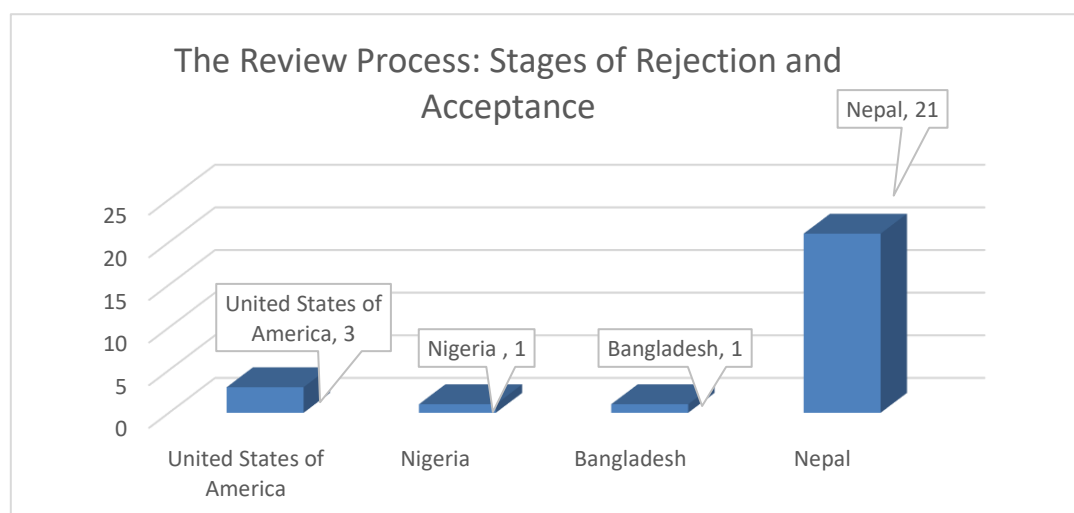 The Review Process: Stages of Rejection and
Acceptance
Nepal, 21
25
20
15
10
5
0
United States of
America, 3
Nigeria , 1
Bangladesh, 1
United States of
America
Nigeria
Bangladesh
Nepal